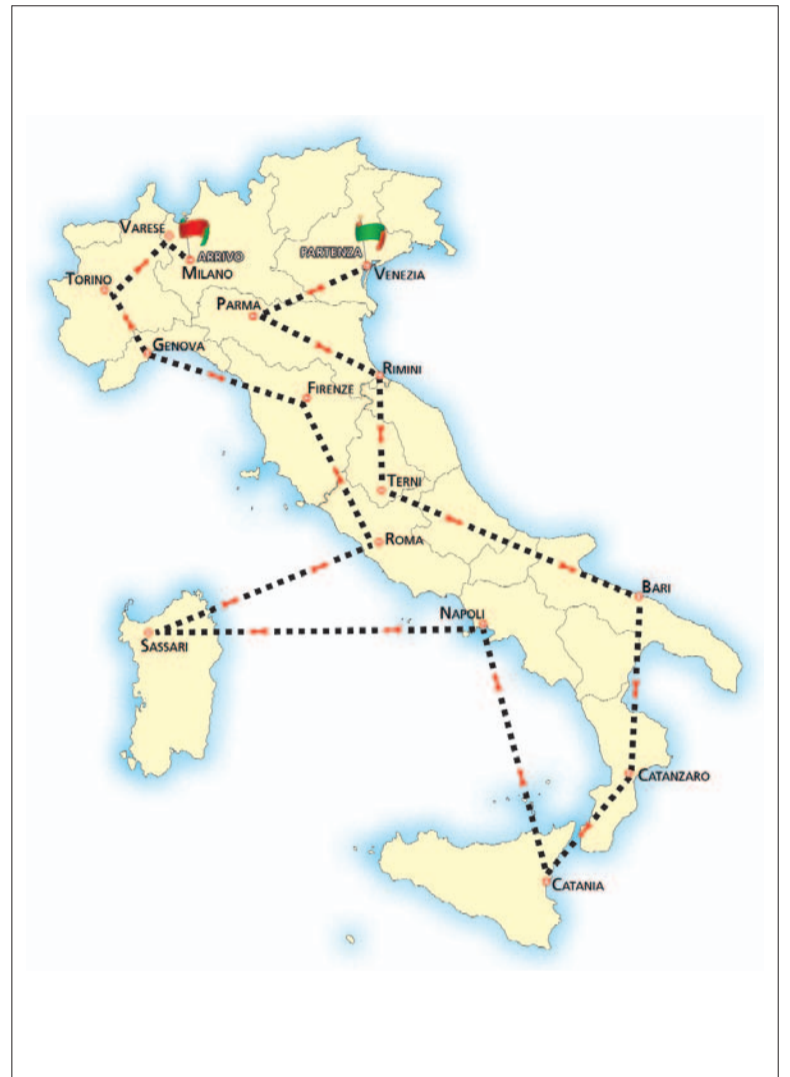 VARESE
ARRIVO
MILANO
PARTENZA
VENEZIA
TORINO
PARMA
GENOVA
RIMINI
FIRENZE
TERNI
ROMA
BARI
NAPOLI
SASSARI
CATANZARO
CATANIA